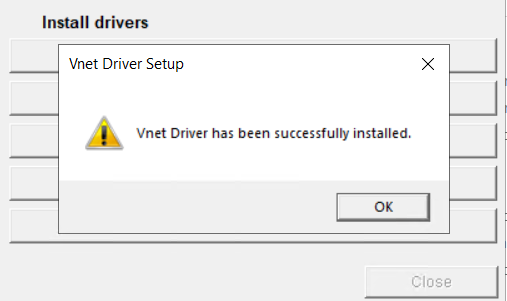 Install drivers
Vnet Driver Setup
Vnet Driver has been successfully installed.
OK
Close